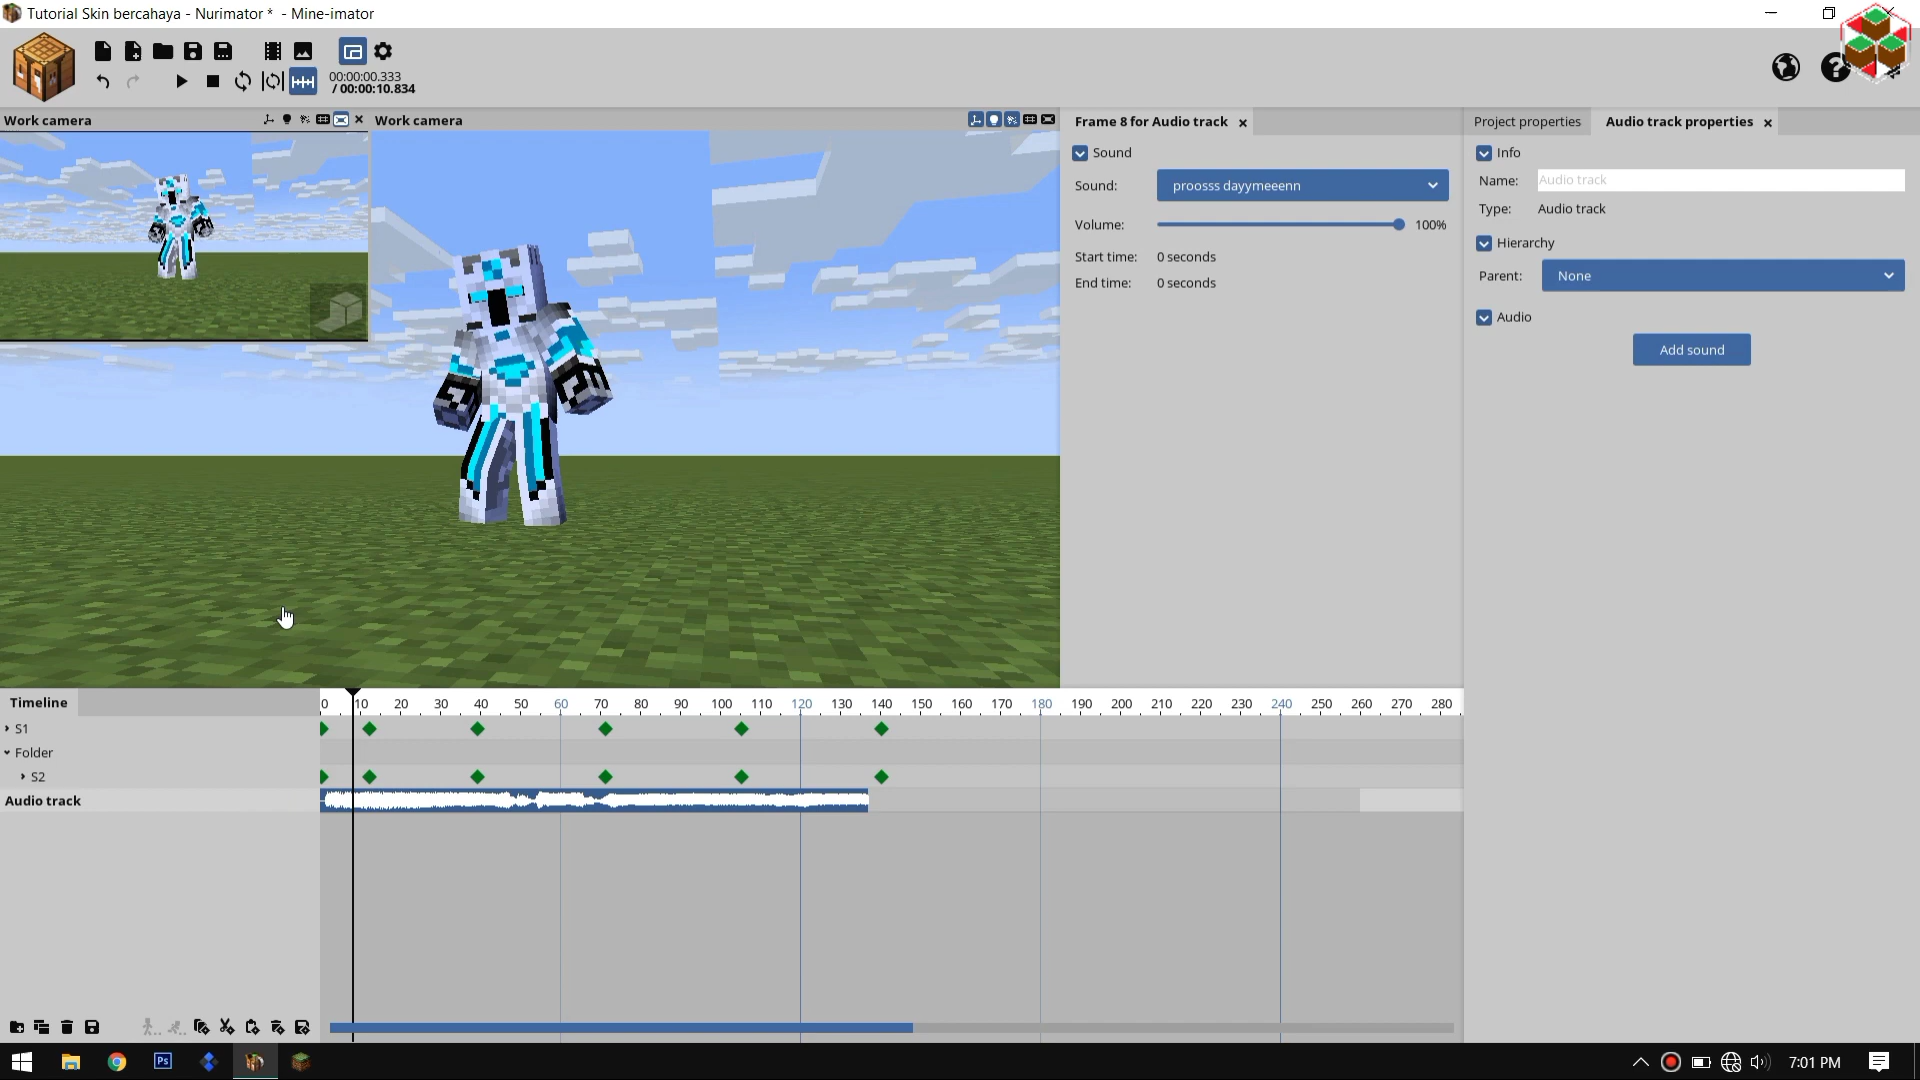 Tutorial Skin bercahaya - Nurimator * - Mine-imator
00:00:00.333
/ 00:00:10.834
Work camera
Work camera
Frame 8 for Audio track
Sound
Sound: proosss dayymeeenn
Volume: 100%
Start time: 0 seconds
End time: 0 seconds
Project properties
Audio track properties
Info
Name: Audio track
Type: Audio track
Hierarchy
Parent: None
Audio
Add sound
Timeline
0 10 20 30 40 50 60 70 80 90 100 110 120 130 140 150 160 170 180 190 200 210 220 230 240 250 260 270 280
S1
Folder
S2
Audio track
Ps
7:01 PM